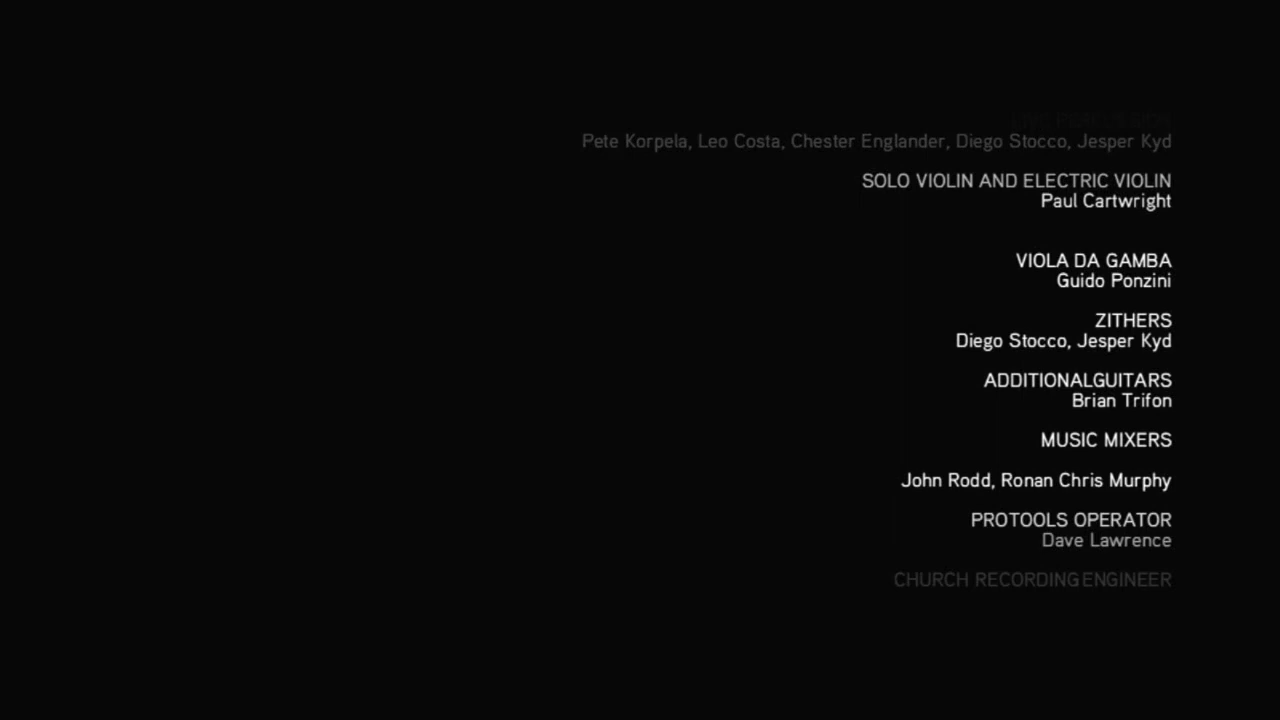 Pete Korpela, Leo Costa, Chester Englander, Diego Stocco, Jesper Kyd
SOLO VIOLIN AND ELECTRIC VIOLIN
Paul Cartwright
VIOLA DA GAMBA
Guido Ponzini
ZITHERS
Diego Stocco, Jesper Kyd
ADDITIONALGUITARS
Brian Trifon
MUSIC MIXERS
John Rodd, Ronan Chris Murphy
PROTOOLS OPERATOR
Dave Lawrence
CHURCH RECORDING ENGINEER